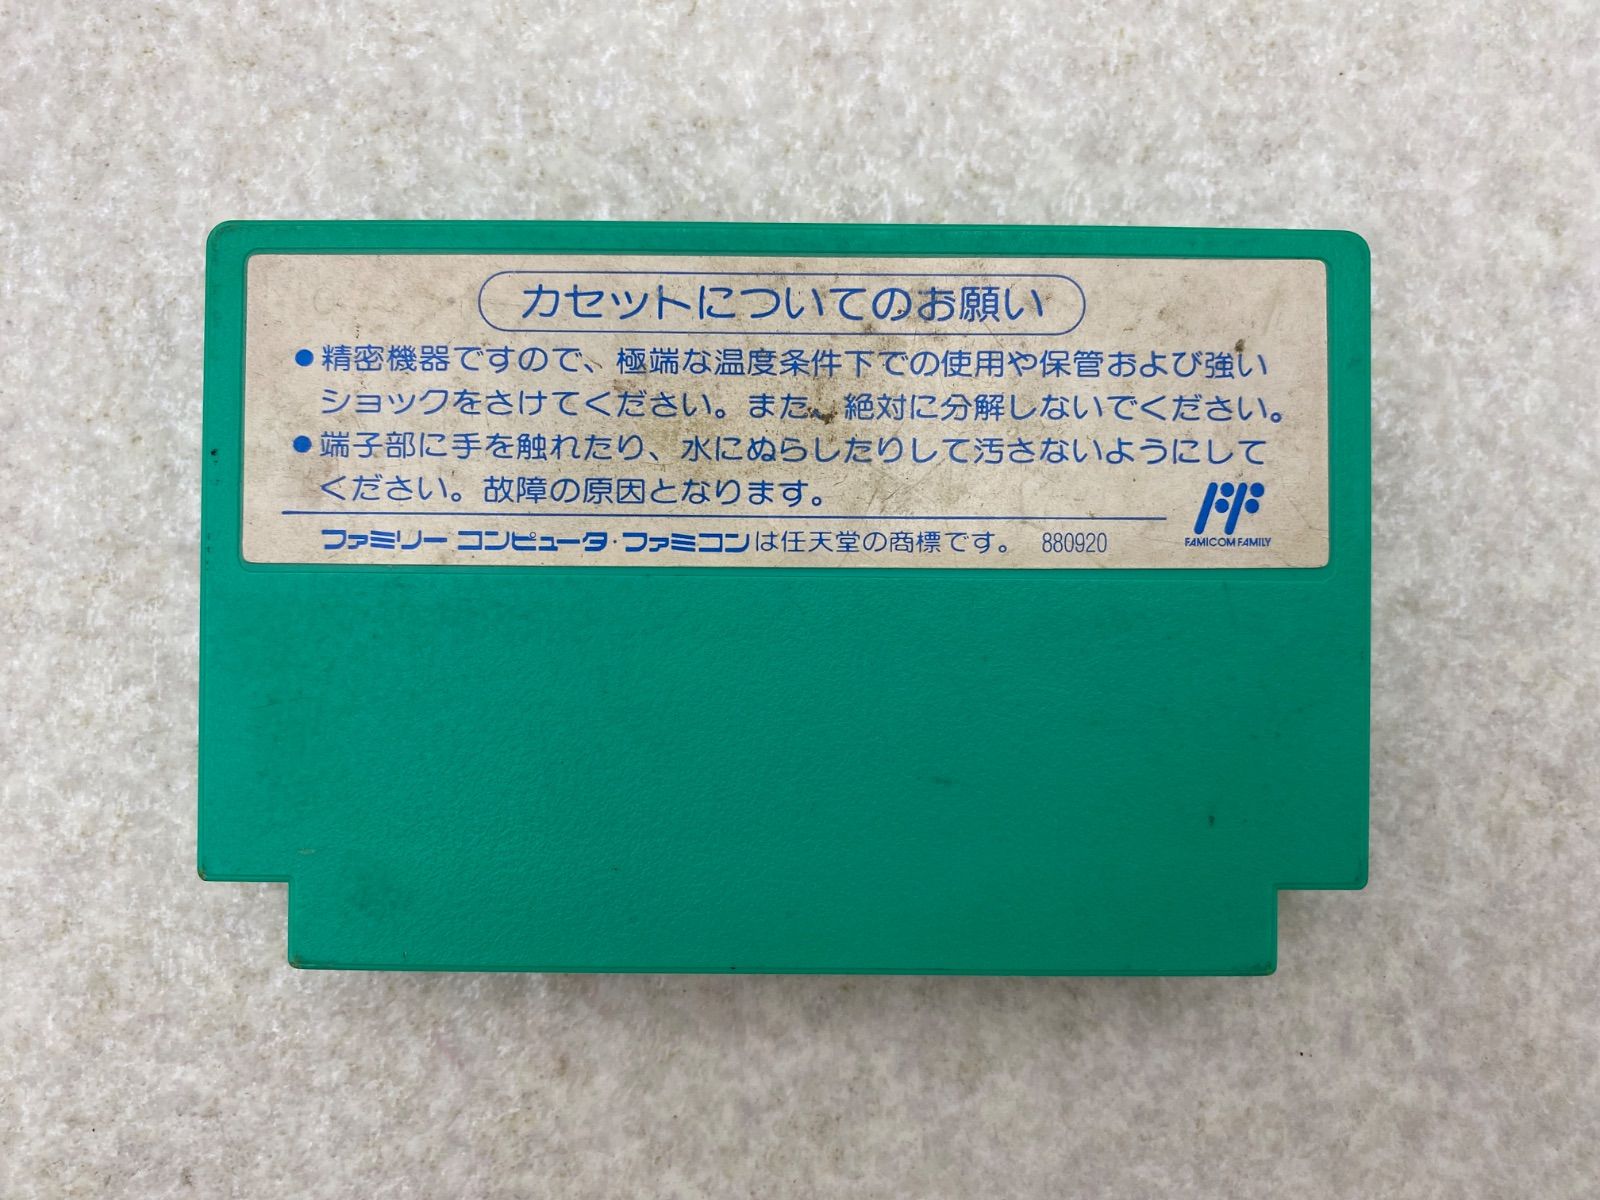 カセットについてのお願い
●精密機器ですので、極端な温度条件下での使用や保管および強い
ショックをさけてください。また、絶対に分解しないでください。
●端子部に手を触れたり、水にぬらしたりして汚さないようにして
ください。故障の原因となります。
ファミリーコンピュータ・ファミコンは任天堂の商標です。 880920
FAMICOM FAMILY